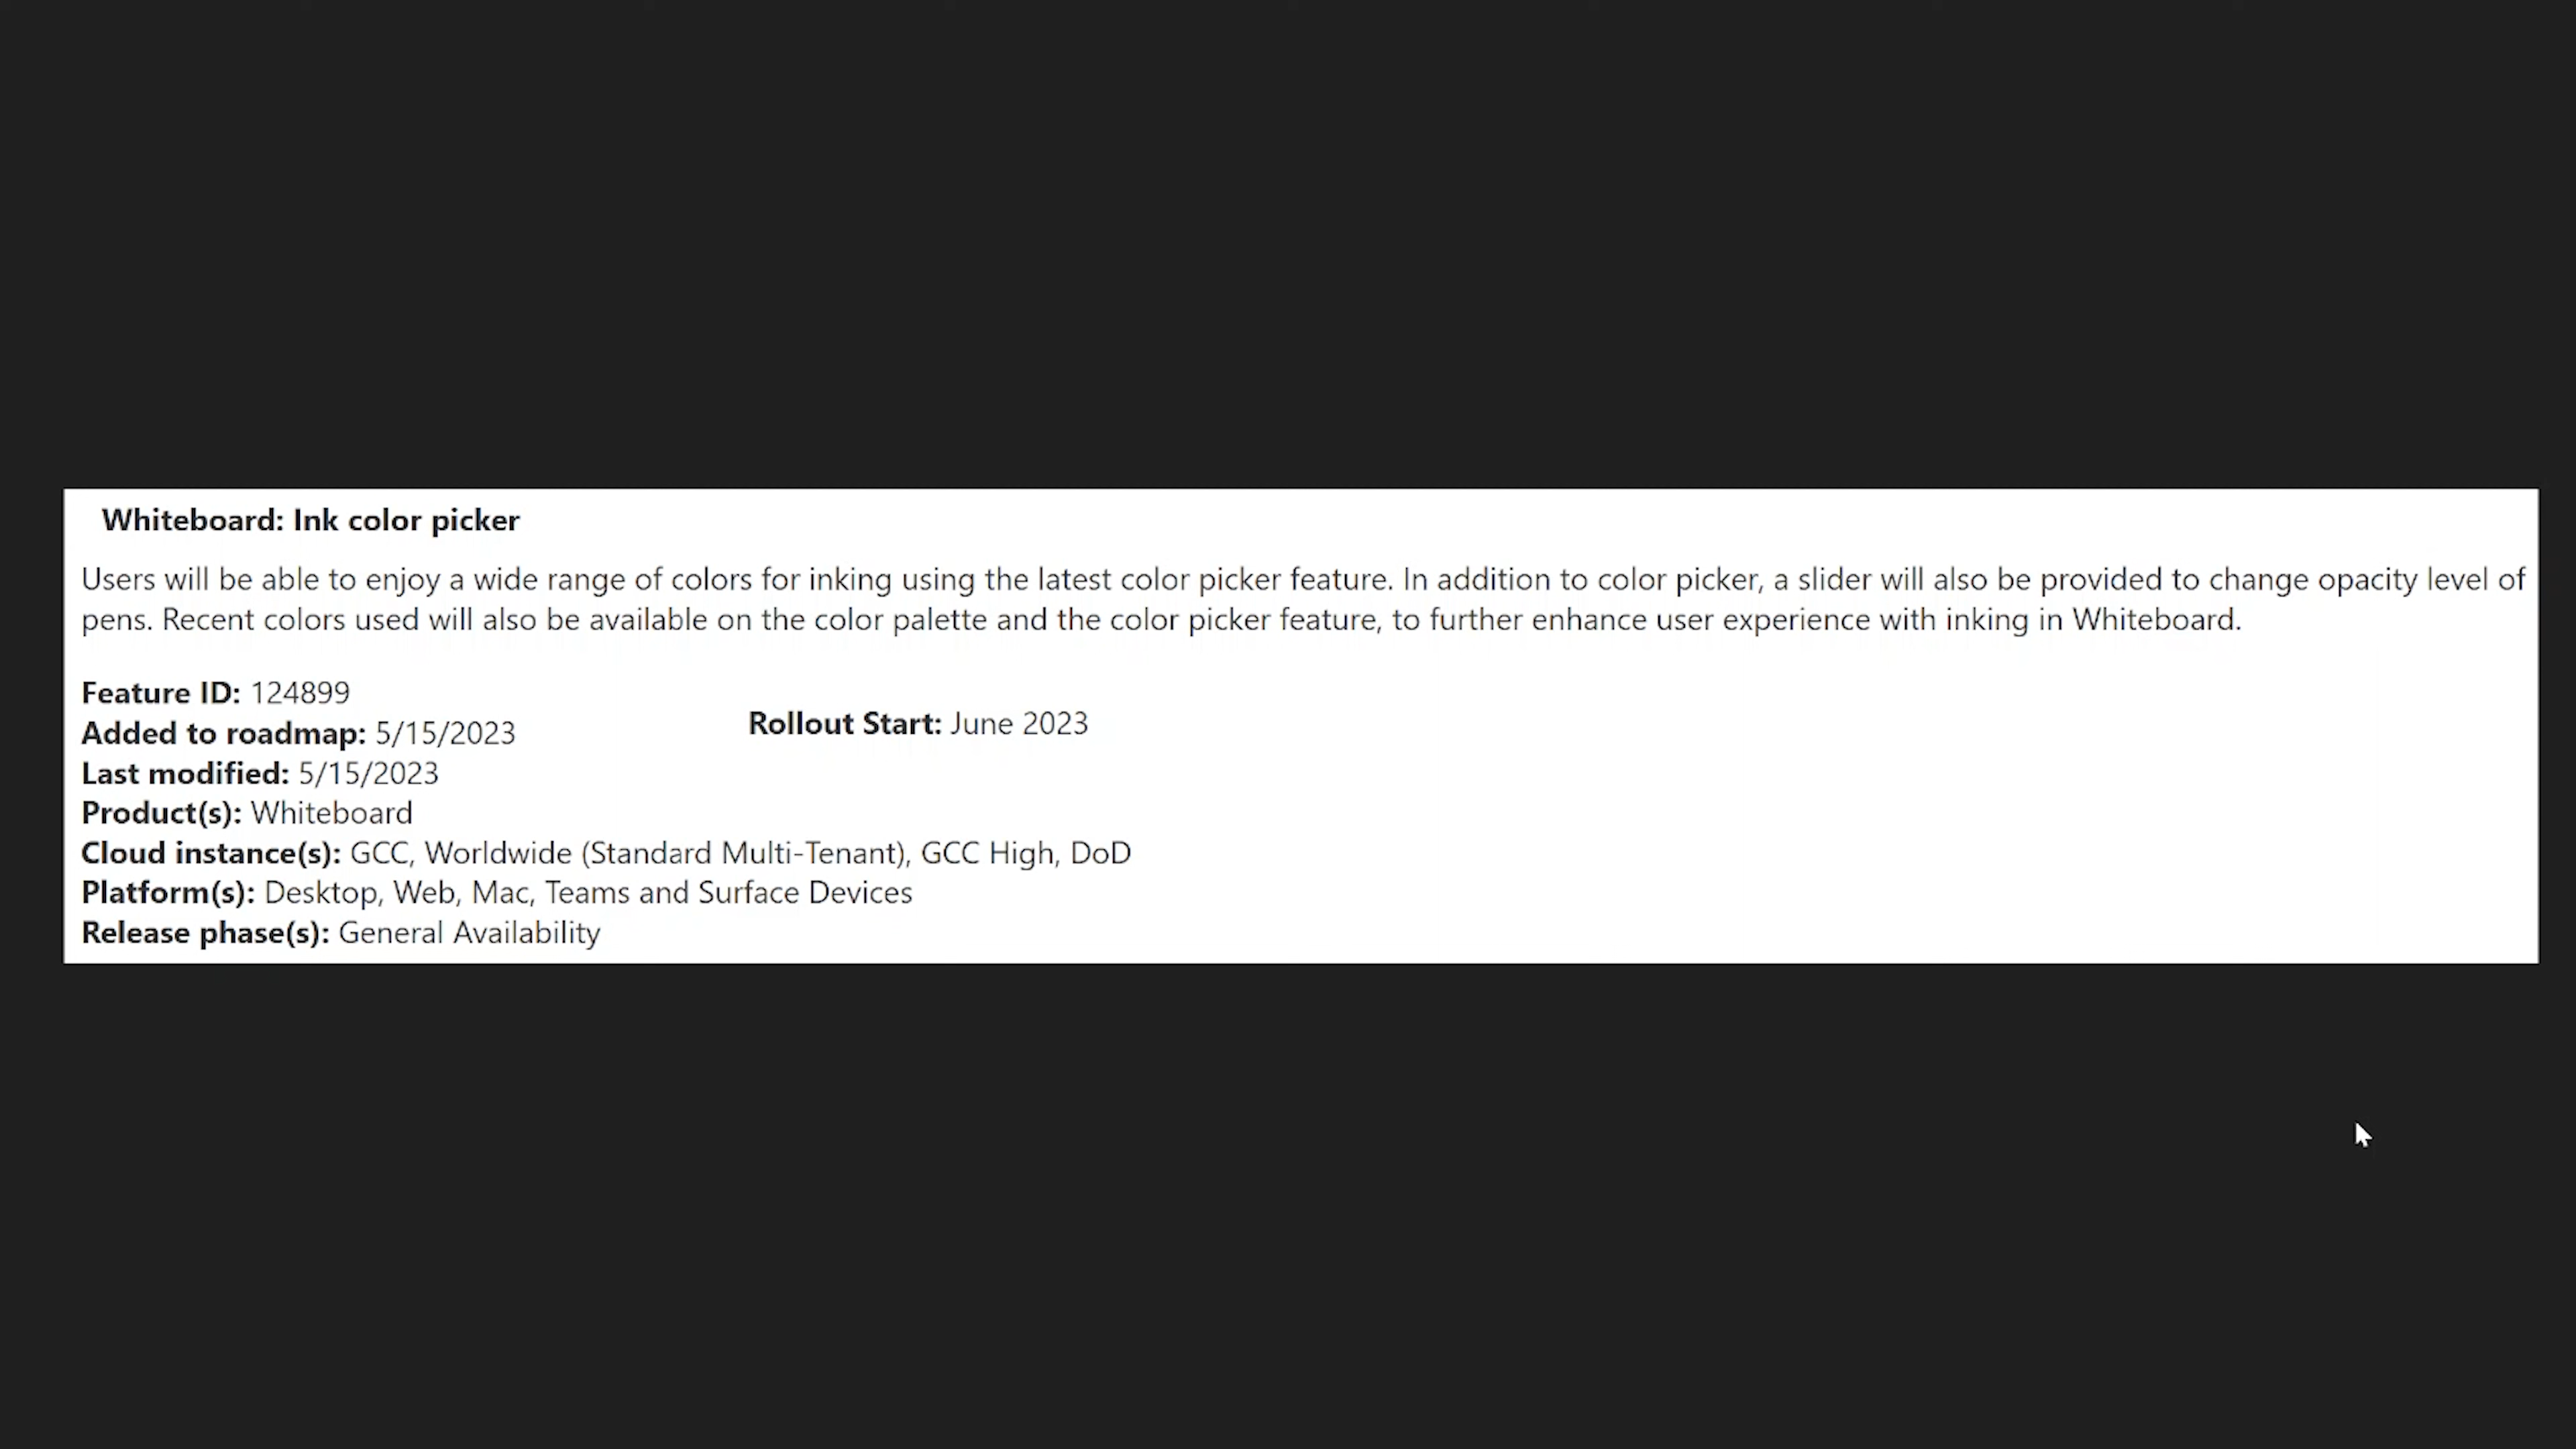 Whiteboard: Ink color picker
Users will be able to enjoy a wide range of colors for inking using the latest color picker feature. In addition to color picker, a slider will also be provided to change opacity level of
pens. Recent colors used will also be available on the color palette and the color picker feature, to further enhance user experience with inking in Whiteboard.
Feature ID: 124899
Added to roadmap: 5/15/2023
Rollout Start: June 2023
Last modified: 5/15/2023
Product(s): Whiteboard
Cloud instance(s): GCC, Worldwide (Standard Multi-Tenant), GCC High, DoD
Platform(s): Desktop, Web, Mac, Teams and Surface Devices
Release phase(s): General Availability